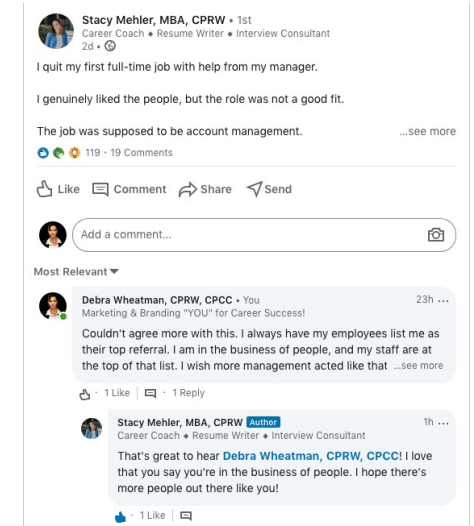 Stacy Mehler, MBA, CPRW • 1st
Career Coach ◆ Resume Writer ◆ Interview Consultant
2d •
I quit my first full-time job with help from my manager.
I genuinely liked the people, but the role was not a good fit.
The job was supposed to be account management. ...see more
119 · 19 Comments
Like Comment Share Send
Add a comment...
Most Relevant
Debra Wheatman, CPRW, CPCC • You 23h ...
Marketing & Branding "YOU" for Career Success!
Couldn't agree more with this. I always have my employees list me as
their top referral. I am in the business of people, and my staff are at
the top of that list. I wish more management acted like that ...see more
· 1 Like · 1 Reply
Stacy Mehler, MBA, CPRW Author 1h ...
Career Coach ◆ Resume Writer ◆ Interview Consultant
That's great to hear Debra Wheatman, CPRW, CPCC! I love
that you say you're in the business of people. I hope there's
more people out there like you!
· 1 Like